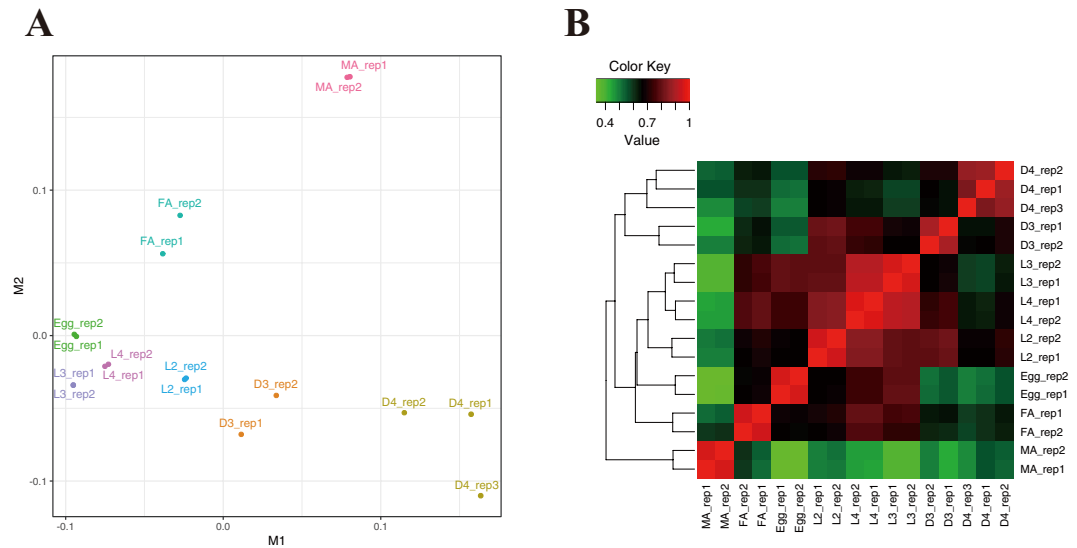 A
MA_rep1
MA_rep2
FA_rep2
FA_rep1
Egg_rep2
Egg_rep1
L4_rep2
L3_rep1
L4_rep1
L3_rep2
L2_rep2
L2_rep1
D3_rep2
D3_rep1
D4_rep2
D4_rep1
D4_rep3
0.1
0.0
-0.1
M2
-0.1
0.0
0.1
M1
B
Color Key
0.4
0.7
1
Value
D4_rep2
D4_rep1
D4_rep3
D3_rep1
D3_rep2
L3_rep2
L3_rep1
L4_rep1
L4_rep2
L2_rep2
L2_rep1
Egg_rep2
Egg_rep1
FA_rep1
FA_rep2
MA_rep2
MA_rep1
MA_rep1
MA_rep2
FA_rep2
FA_rep1
Egg_rep1
Egg_rep2
L2_rep1
L2_rep2
L4_rep2
L4_rep1
L3_rep1
L3_rep2
D3_rep2
D3_rep1
D4_rep3
D4_rep1
D4_rep2